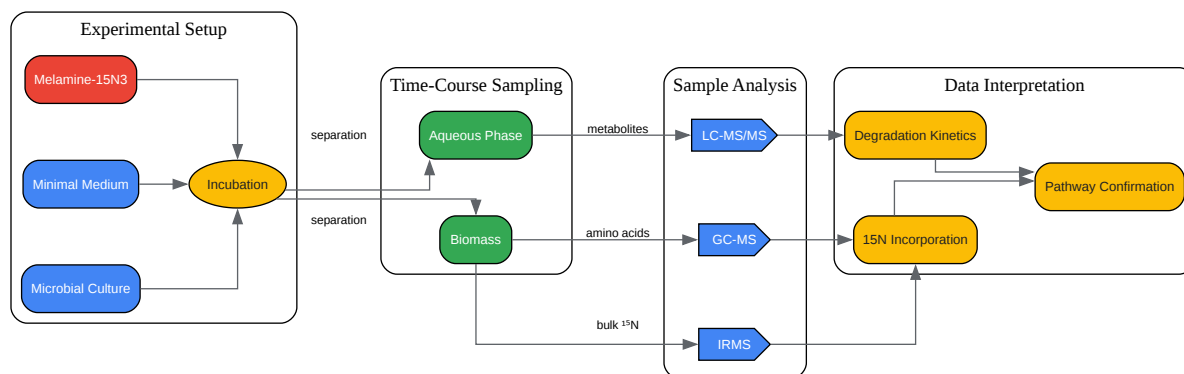 Experimental Setup
Melamine-15N3
Minimal Medium
Microbial Culture
Incubation
separation
separation
Time-Course Sampling
Aqueous Phase
Biomass
metabolites
amino acids
bulk ¹⁵N
Sample Analysis
LC-MS/MS
GC-MS
IRMS
Data Interpretation
Degradation Kinetics
15N Incorporation
Pathway Confirmation